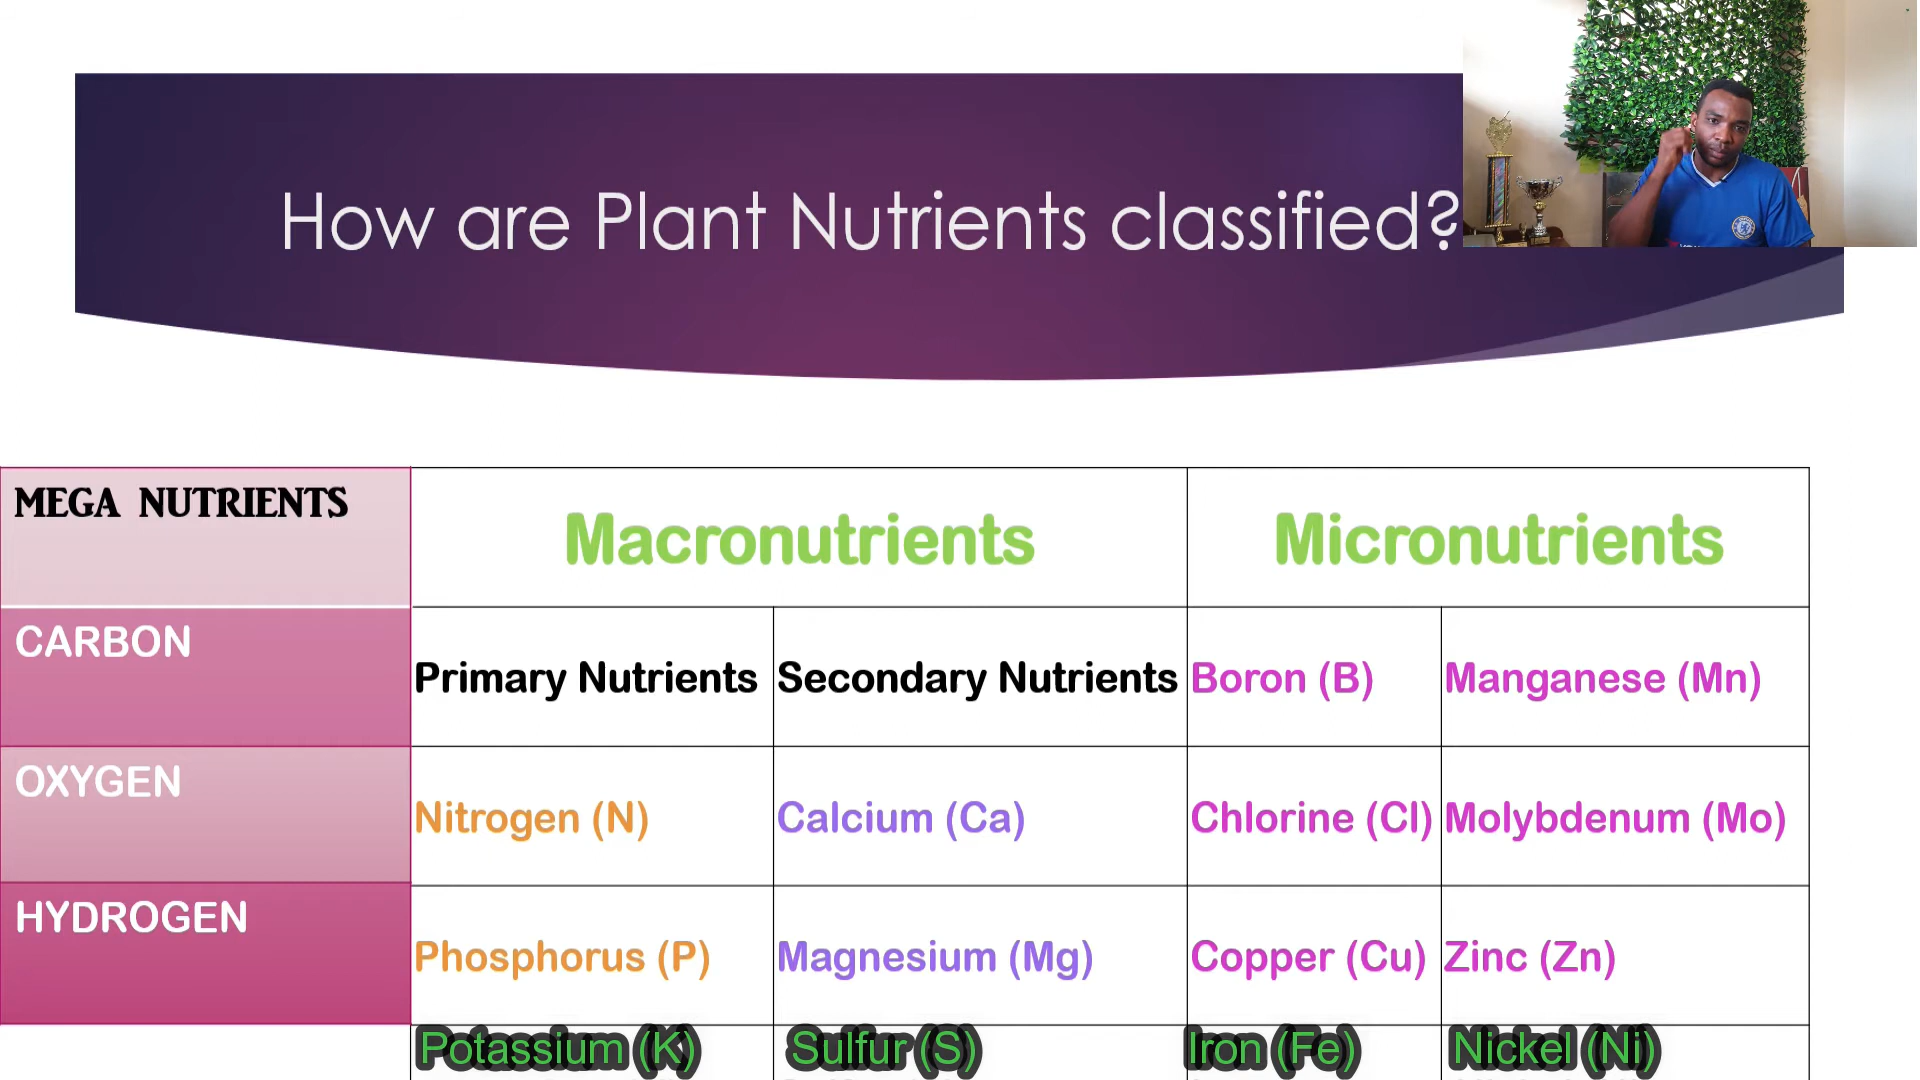 How are Plant Nutrients classified?
MEGA NUTRIENTS
Macronutrients
Micronutrients
CARBON
Primary Nutrients
Secondary Nutrients
Boron (B)
Manganese (Mn)
OXYGEN
Nitrogen (N)
Calcium (Ca)
Chlorine (Cl)
Molybdenum (Mo)
HYDROGEN
Phosphorus (P)
Magnesium (Mg)
Copper (Cu)
Zinc (Zn)
Potassium (K)
Sulfur (S)
Iron (Fe)
Nickel (Ni)